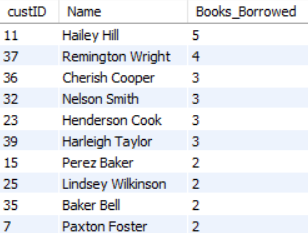 custID Name Books_Borrowed
11 Hailey Hill 5
37 Remington Wright 4
36 Cherish Cooper 3
32 Nelson Smith 3
23 Henderson Cook 3
39 Harleigh Taylor 3
15 Perez Baker 2
25 Lindsey Wilkinson 2
35 Baker Bell 2
7 Paxton Foster 2